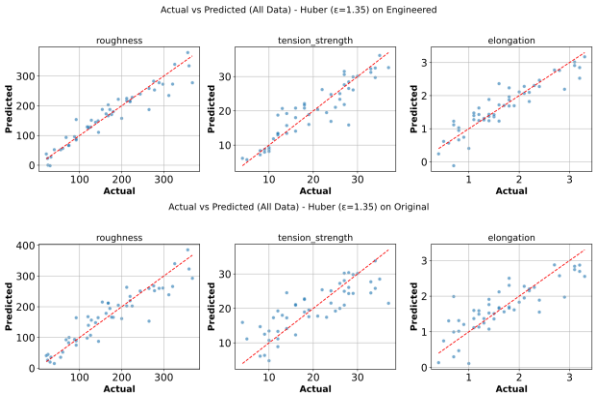 Actual vs Predicted (All Data) - Huber (ε=1.35) on Engineered
roughness
tension_strength
elongation
Predicted
300
200
100
0
Predicted
30
20
10
Predicted
3
2
1
0
100 200 300
10 20 30
1 2 3
Actual
Actual
Actual
Actual vs Predicted (All Data) - Huber (ε=1.35) on Original
roughness
tension_strength
elongation
Predicted
400
300
200
100
0
Predicted
30
20
10
Predicted
3
2
1
0
0 100 200 300
0 10 20 30
1 2 3
Actual
Actual
Actual